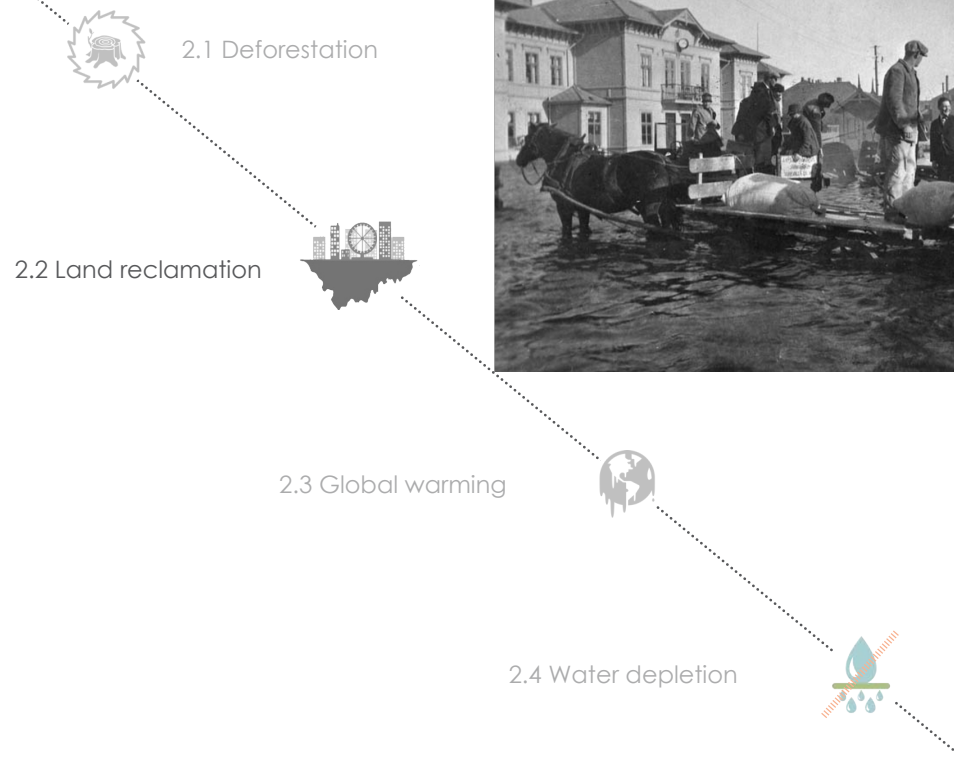 2.1 Deforestation
2.2 Land reclamation
2.3 Global warming
2.4 Water depletion